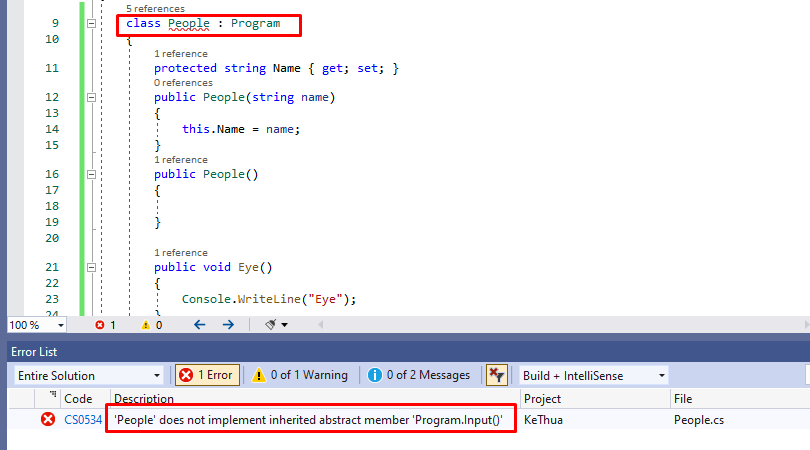 5 references
9 class People : Program
10 {
1 reference
11 protected string Name { get; set; }
0 references
12 public People(string name)
13 {
14 this.Name = name;
15 }
1 reference
16 public People()
17 {
18
19 }
20
1 reference
21 public void Eye()
22 {
23 Console.WriteLine("Eye");
24 }
100 % 1 0
Error List
Entire Solution 1 Error 0 of 1 Warning 0 of 2 Messages Build + IntelliSense
Code Description Project File
CS0534 'People' does not implement inherited abstract member 'Program.Input()' KeThua People.cs